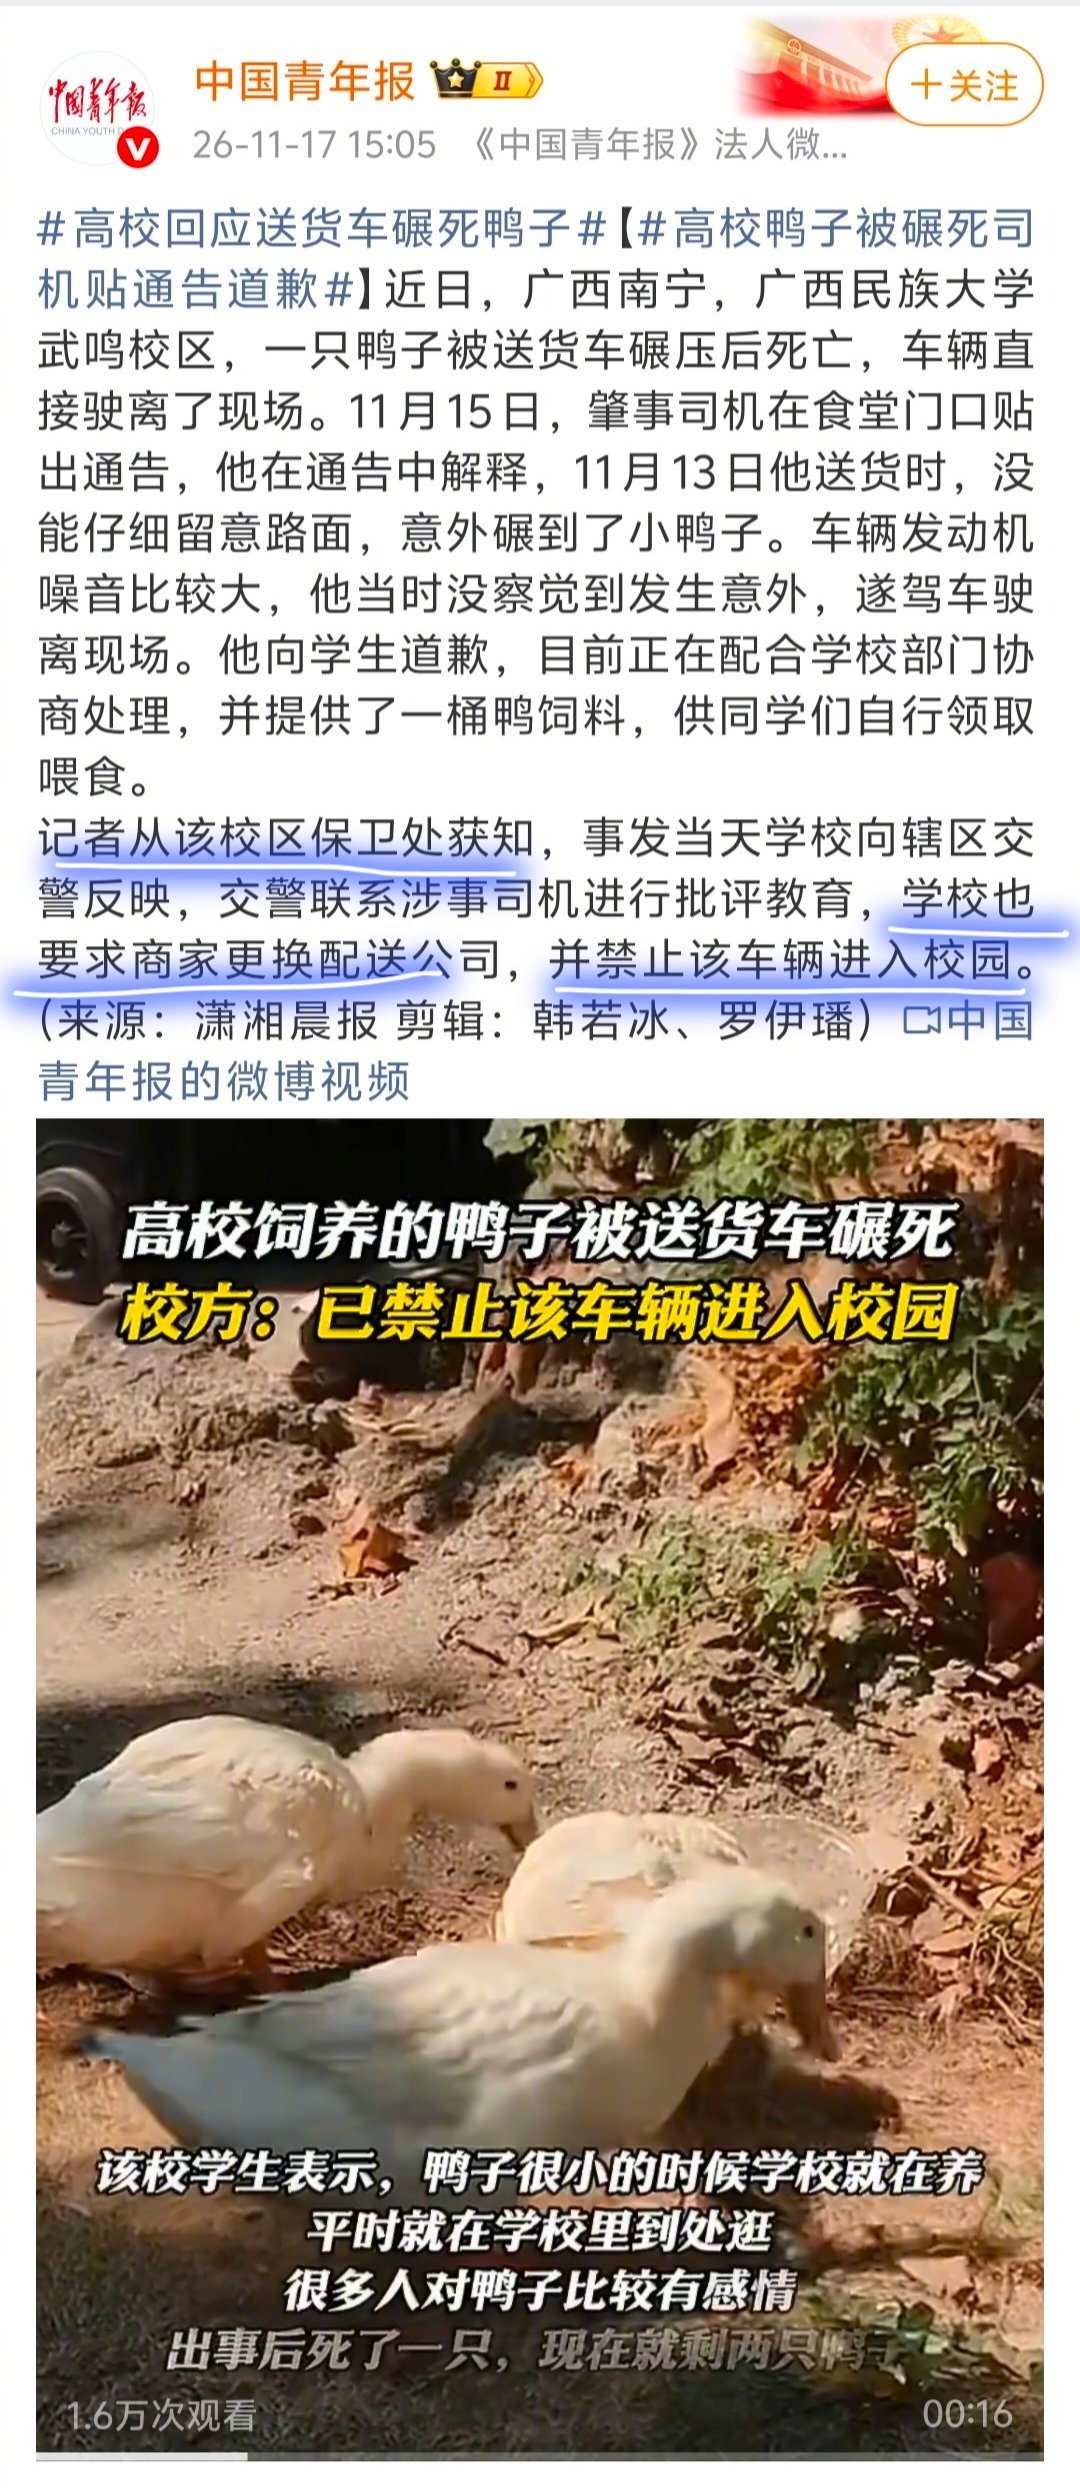 中国青年报
CHINA YOUTH D
V
中国青年报 II
+关注
26-11-17 15:05 《中国青年报》法人微...
#高校回应送货车碾死鸭子#【#高校鸭子被碾死司
机贴通告道歉#】近日，广西南宁，广西民族大学
武鸣校区，一只鸭子被送货车碾压后死亡，车辆直
接驶离了现场。11月15日，肇事司机在食堂门口贴
出通告，他在通告中解释，11月13日他送货时，没
能仔细留意路面，意外碾到了小鸭子。车辆发动机
噪音比较大，他当时没察觉到发生意外，遂驾车驶
离现场。他向学生道歉，目前正在配合学校部门协
商处理，并提供了一桶鸭饲料，供同学们自行领取
喂食。
记者从该校区保卫处获知，事发当天学校向辖区交
警反映，交警联系涉事司机进行批评教育，学校也
要求商家更换配送公司，并禁止该车辆进入校园。
（来源：潇湘晨报 剪辑：韩若冰、罗伊璠）中国
青年报的微博视频
高校饲养的鸭子被送货车碾死
校方：已禁止该车辆进入校园
该校学生表示，鸭子很小的时候学校就在养
平时就在学校里到处逛
很多人对鸭子比较有感情
出事后死了一只，现在就剩两只鸭子
1.6万次观看
00:16